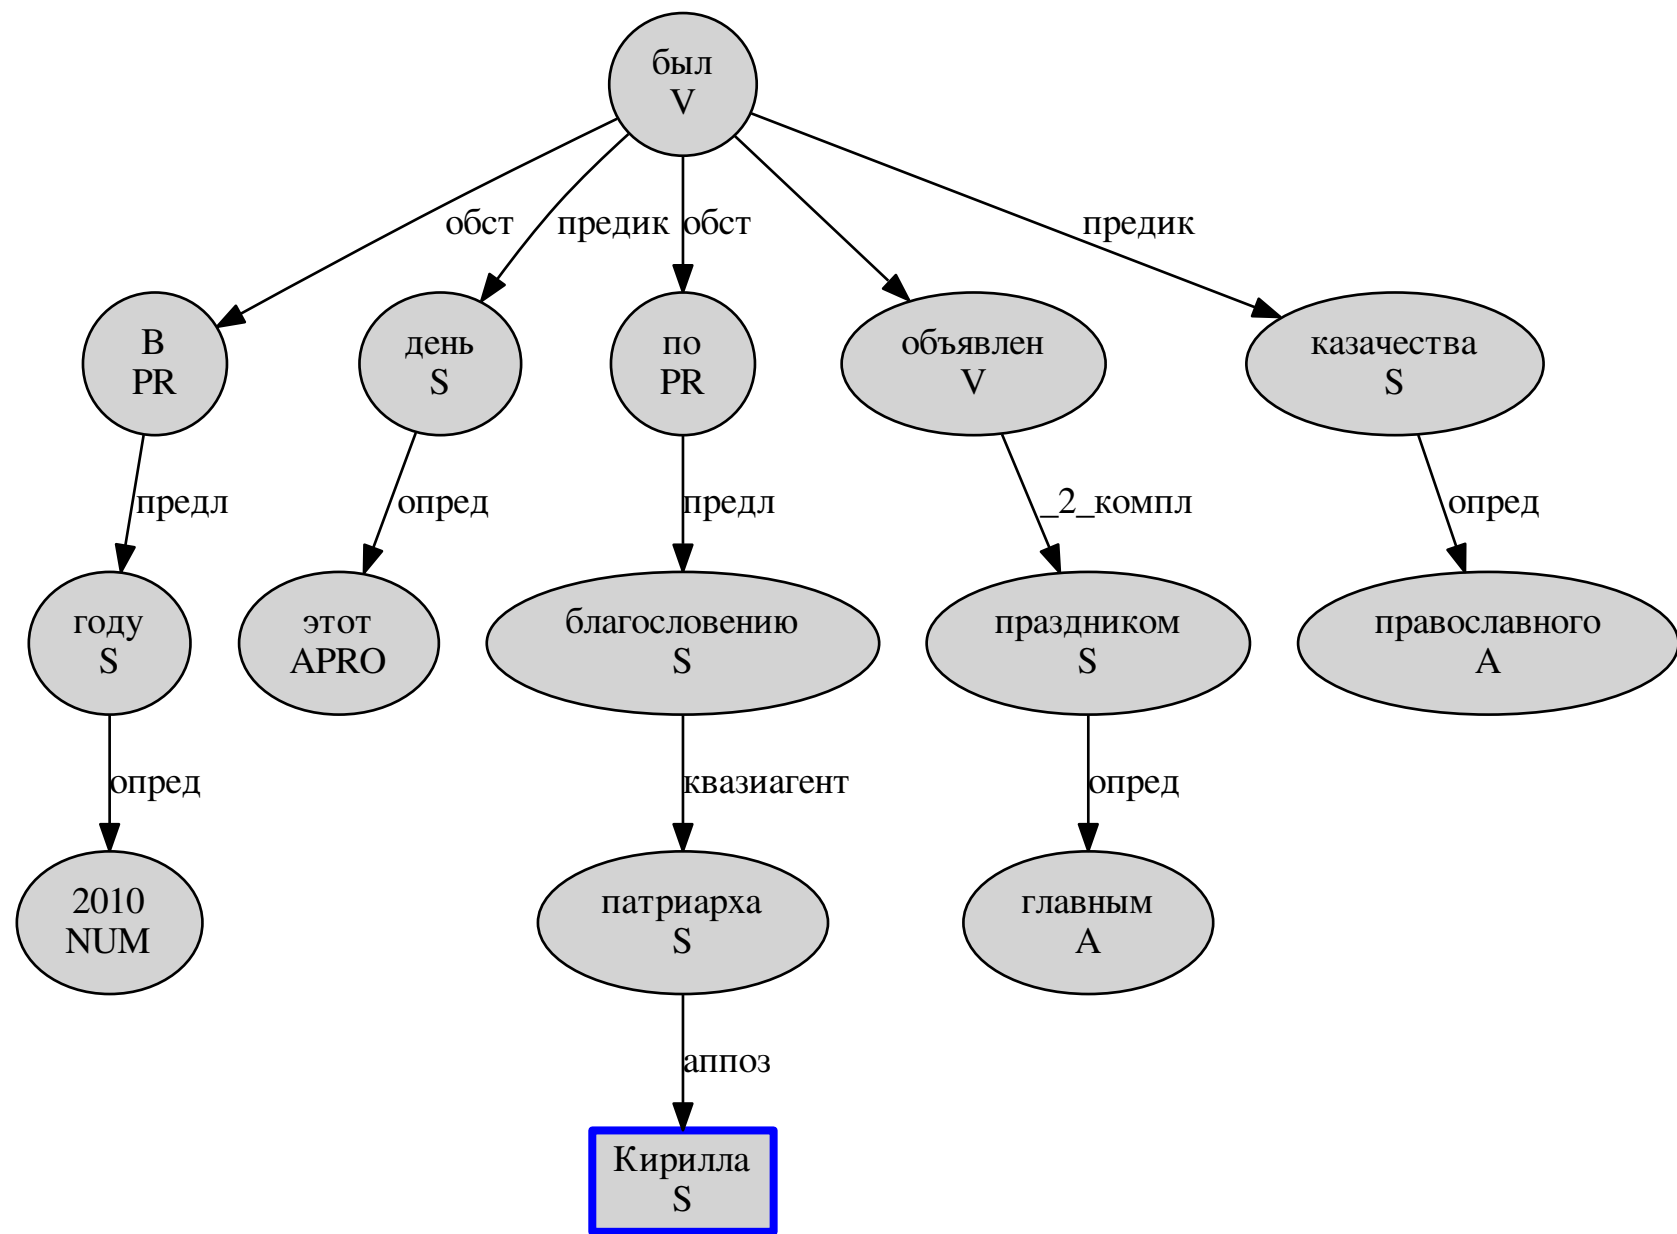 был
V
обст
предик
обст
предик
В
PR
день
S
по
PR
объявлен
V
казачества
S
предл
опред
предл
_2_компл
опред
году
S
этот
APRO
благословению
S
праздником
S
православного
A
опред
квазиагент
опред
2010
NUM
патриарха
S
главным
A
аппоз
Кирилла
S